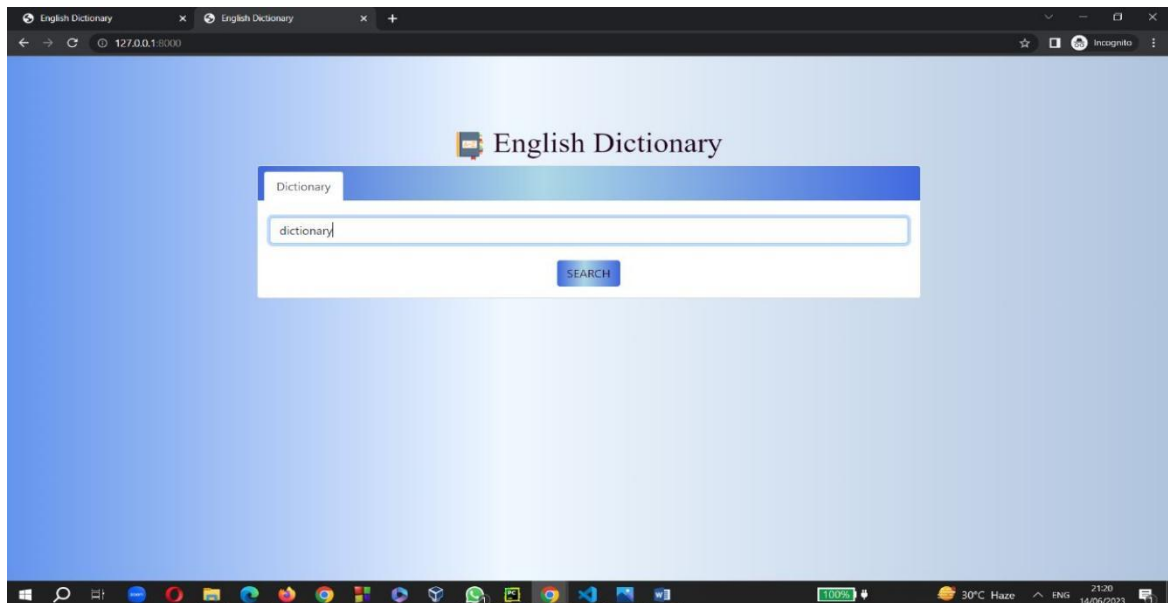 English Dictionary English Dictionary
127.0.0.1:8000 Incognito
English Dictionary
Dictionary
dictionary
SEARCH
100% 30°C Haze ENG 21:20
14/06/2023